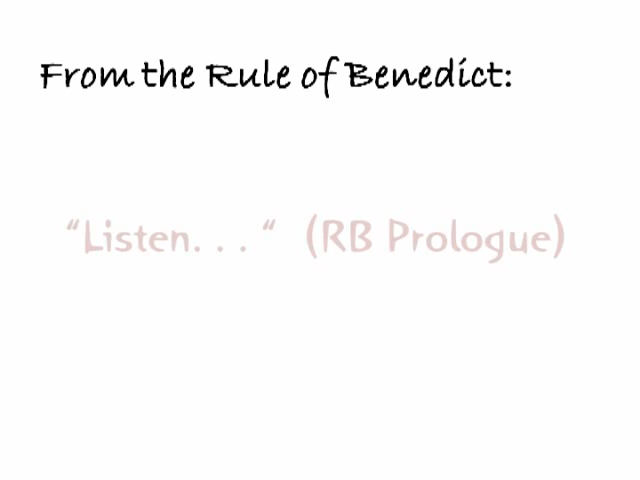 From the Rule of Benedict:
“Listen. . . “ (RB Prologue)